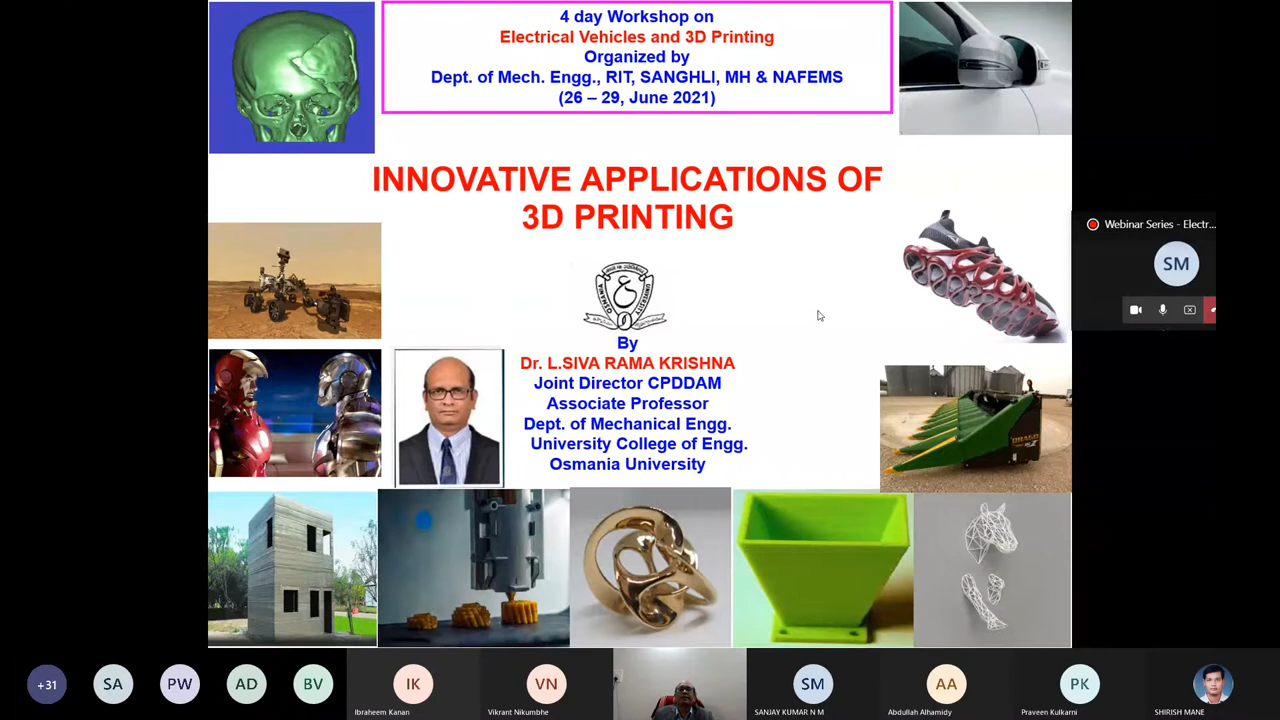 4 day Workshop on
Electrical Vehicles and 3D Printing
Organized by
Dept. of Mech. Engg., RIT, SANGHLI, MH & NAFEMS
(26 – 29, June 2021)
INNOVATIVE APPLICATIONS OF
3D PRINTING
OSMANIA UNIVERSITY
By
Dr. L.SIVA RAMA KRISHNA
Joint Director CPDDAM
Associate Professor
Dept. of Mechanical Engg.
University College of Engg.
Osmania University
DRAGO
Webinar Series - Electr...
SM
+31
SA
PW
AD
BV
IK
Ibraheem Kanan
VN
Vikrant Nikumbhe
SM
SANJAY KUMAR N M
AA
Abdullah Alhamidy
PK
Praveen Kulkarni
SHIRISH MANE